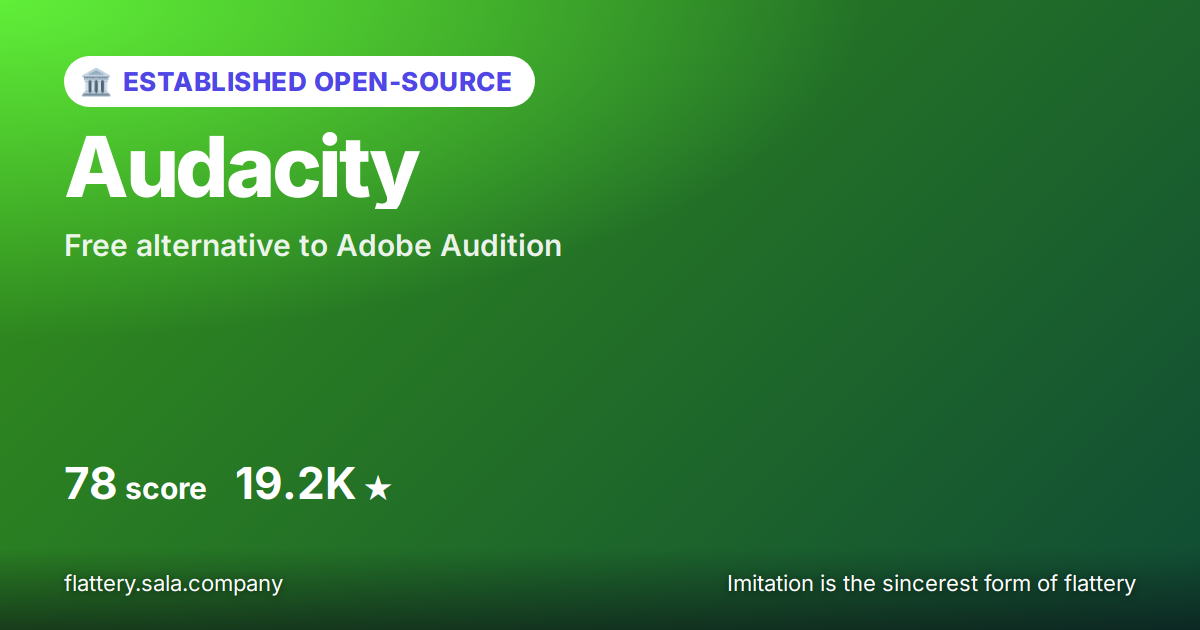 🏛️ ESTABLISHED OPEN-SOURCE
Audacity
Free alternative to Adobe Audition
78 score 19.2K ★
flattery.sala.company
Imitation is the sincerest form of flattery